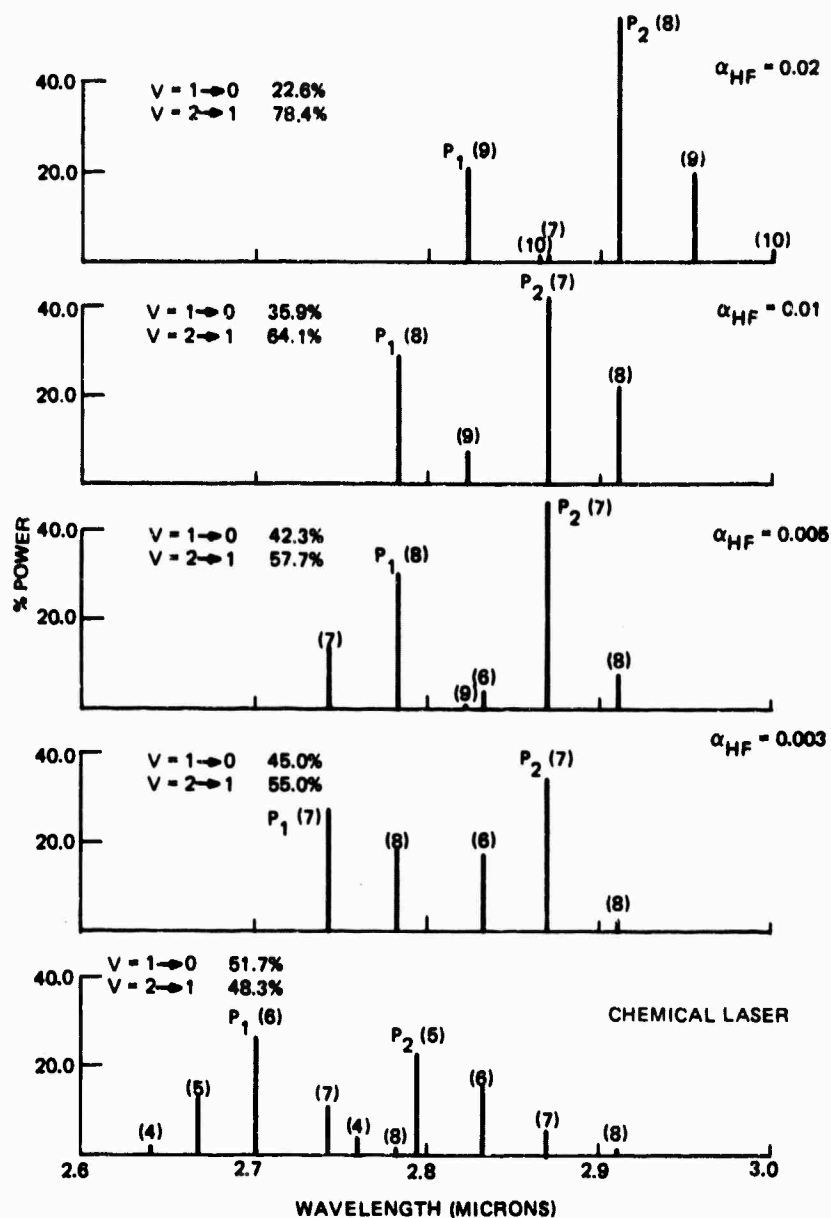 P2 (8)
αHF = 0.02
40.0
V = 1→0 22.6%
V = 2→1 78.4%
P1 (9)
(9)
20.0
(7)
(10)
(10)
P2 (7)
αHF = 0.01
40.0
V = 1→0 35.9%
V = 2→1 64.1%
P1 (8)
(8)
20.0
(9)
P2 (7)
αHF = 0.005
40.0
V = 1→0 42.3%
V = 2→1 57.7%
P1 (8)
% POWER
20.0
(7)
(6)
(8)
(9)
αHF = 0.003
40.0
V = 1→0 45.0%
V = 2→1 55.0%
P2 (7)
P1 (7)
20.0
(8)
(6)
(8)
V = 1→0 51.7%
V = 2→1 48.3%
40.0
CHEMICAL LASER
P1 (6)
P2 (5)
20.0
(5)
(7)
(6)
(4)
(4)
(8)
(7)
(8)
2.6 2.7 2.8 2.9 3.0
WAVELENGTH (MICRONS)